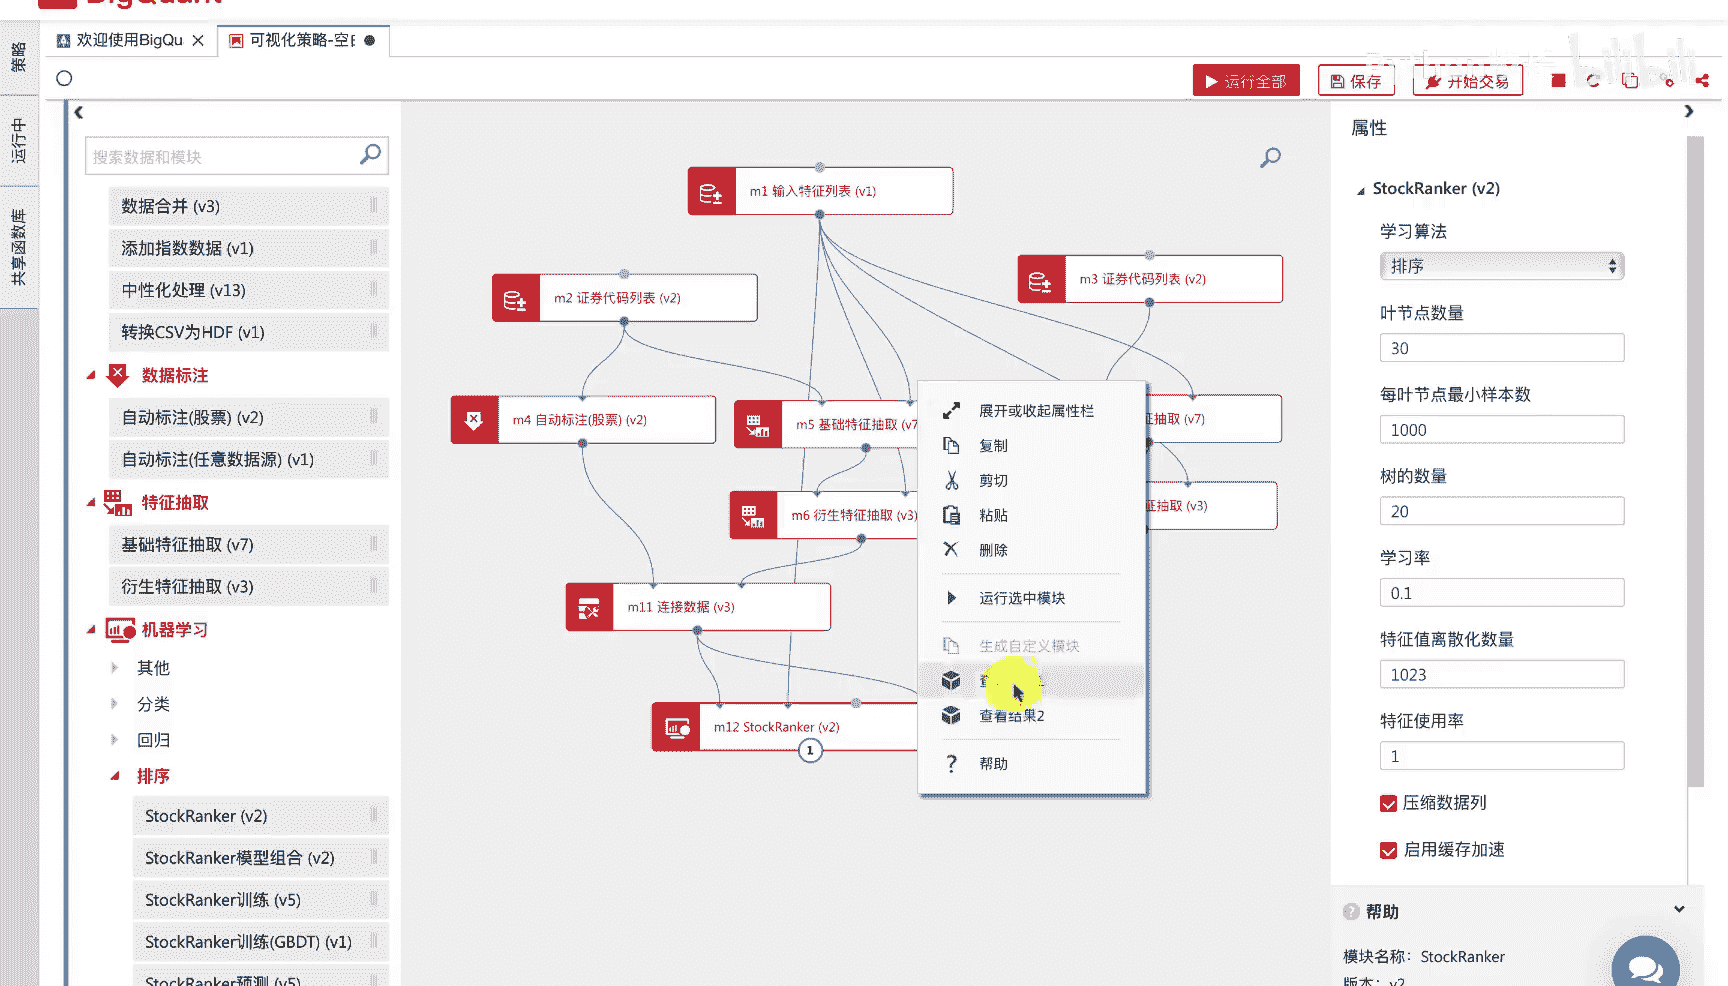 BigQuant
策略
运行中
共享函数库
欢迎使用BigQu
可视化策略-空白
运行全部
保存
开始交易
搜索数据和模块
数据合并 (v3)
添加指数数据 (v1)
中性化处理 (v13)
转换CSV为HDF (v1)
数据标注
自动标注(股票) (v2)
自动标注(任意数据源) (v1)
特征抽取
基础特征抽取 (v7)
衍生特征抽取 (v3)
机器学习
其他
分类
回归
排序
StockRanker (v2)
StockRanker模型组合 (v2)
StockRanker训练 (v5)
StockRanker训练(GBDT) (v1)
StockRanker预测 (v5)
m1 输入特征列表 (v1)
m2 证券代码列表 (v2)
m3 证券代码列表 (v2)
m4 自动标注(股票) (v2)
m5 基础特征抽取 (v7
征抽取 (v7)
m6 衍生特征抽取 (v3)
征抽取 (v3)
m11 连接数据 (v3)
m12 StockRanker (v2)
1
展开或收起属性栏
复制
剪切
粘贴
删除
运行选中模块
生成自定义模块
查看结果2
帮助
属性
StockRanker (v2)
学习算法
排序
叶节点数量
30
每叶节点最小样本数
1000
树的数量
20
学习率
0.1
特征值离散化数量
1023
特征使用率
1
压缩数据列
启用缓存加速
帮助
模块名称： StockRanker
版本： v2